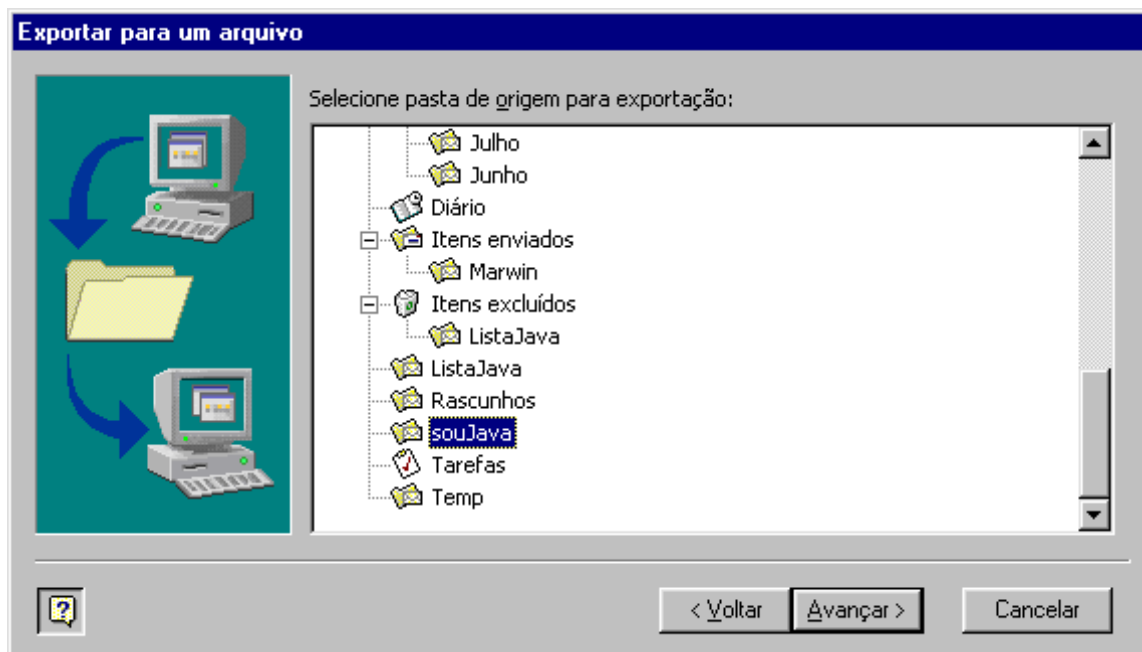 Exportar para um arquivo
Selecione pasta de origem para exportação:
Julho
Junho
Diário
Itens enviados
Marwin
Itens excluídos
ListaJava
ListaJava
Rascunhos
souJava
Tarefas
Temp
?
< Voltar
Avançar >
Cancelar